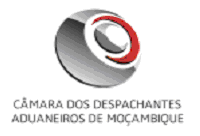 CÂMARA DOS DESPACHANTES
ADUANEIROS DE MOÇAMBIQUE